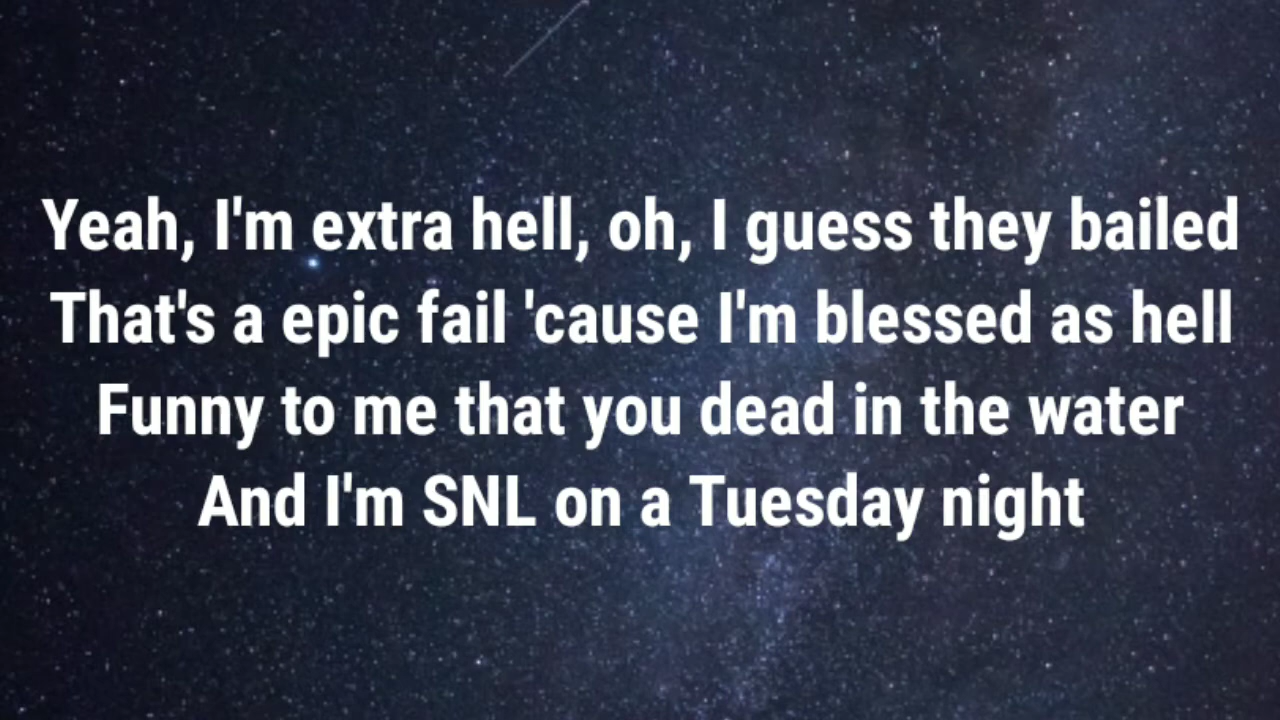 Yeah, I'm extra hell, oh, I guess they bailed
That's a epic fail 'cause I'm blessed as hell
Funny to me that you dead in the water
And I'm SNL on a Tuesday night